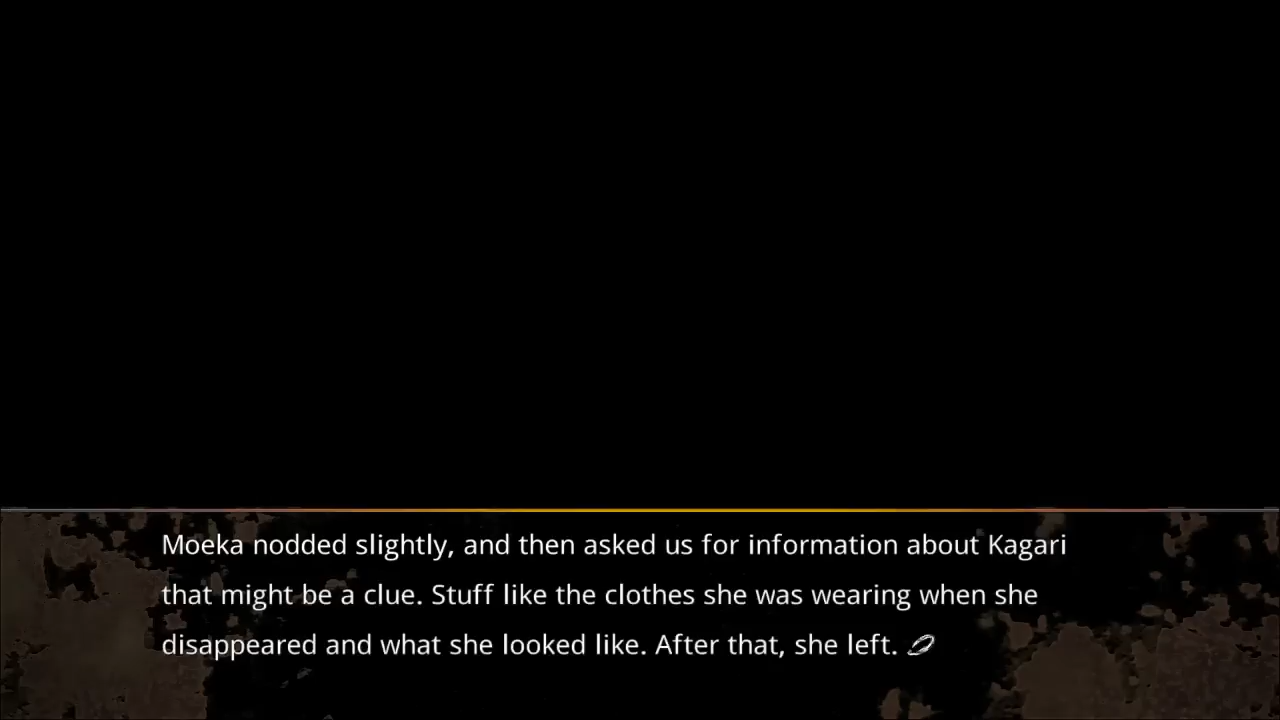 Moeka nodded slightly, and then asked us for information about Kagari
that might be a clue. Stuff like the clothes she was wearing when she
disappeared and what she looked like. After that, she left.